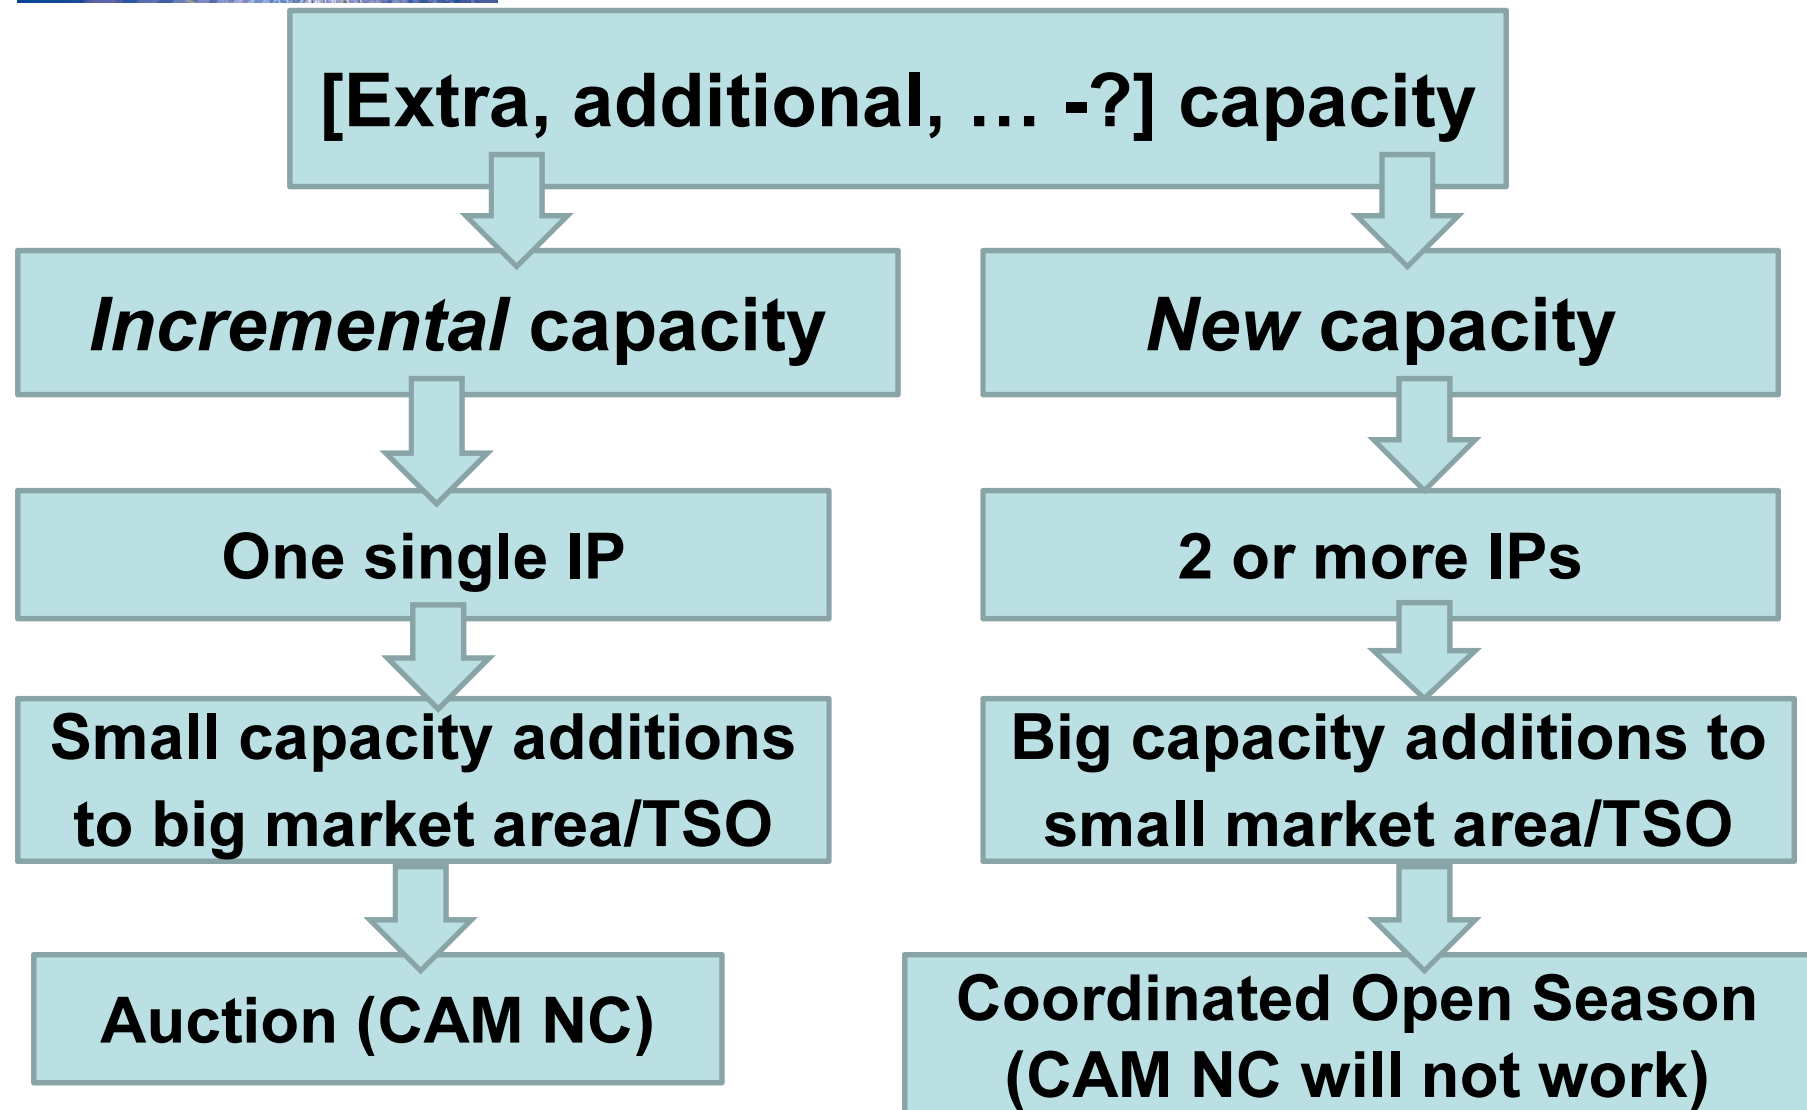 [Extra, additional, … -?] capacity
Incremental capacity
New capacity
One single IP
2 or more IPs
Small capacity additions
to big market area/TSO
Big capacity additions to
small market area/TSO
Auction (CAM NC)
Coordinated Open Season
(CAM NC will not work)